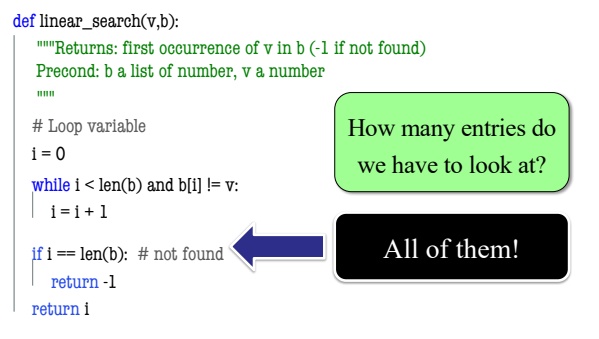 def linear_search(v,b):
"""Returns: first occurrence of v in b (-1 if not found)
Precond: b a list of number, v a number
"""
# Loop variable
i = 0
while i < len(b) and b[i] != v:
i = i + 1
if i == len(b): # not found
return -1
return i
How many entries do
we have to look at?
All of them!